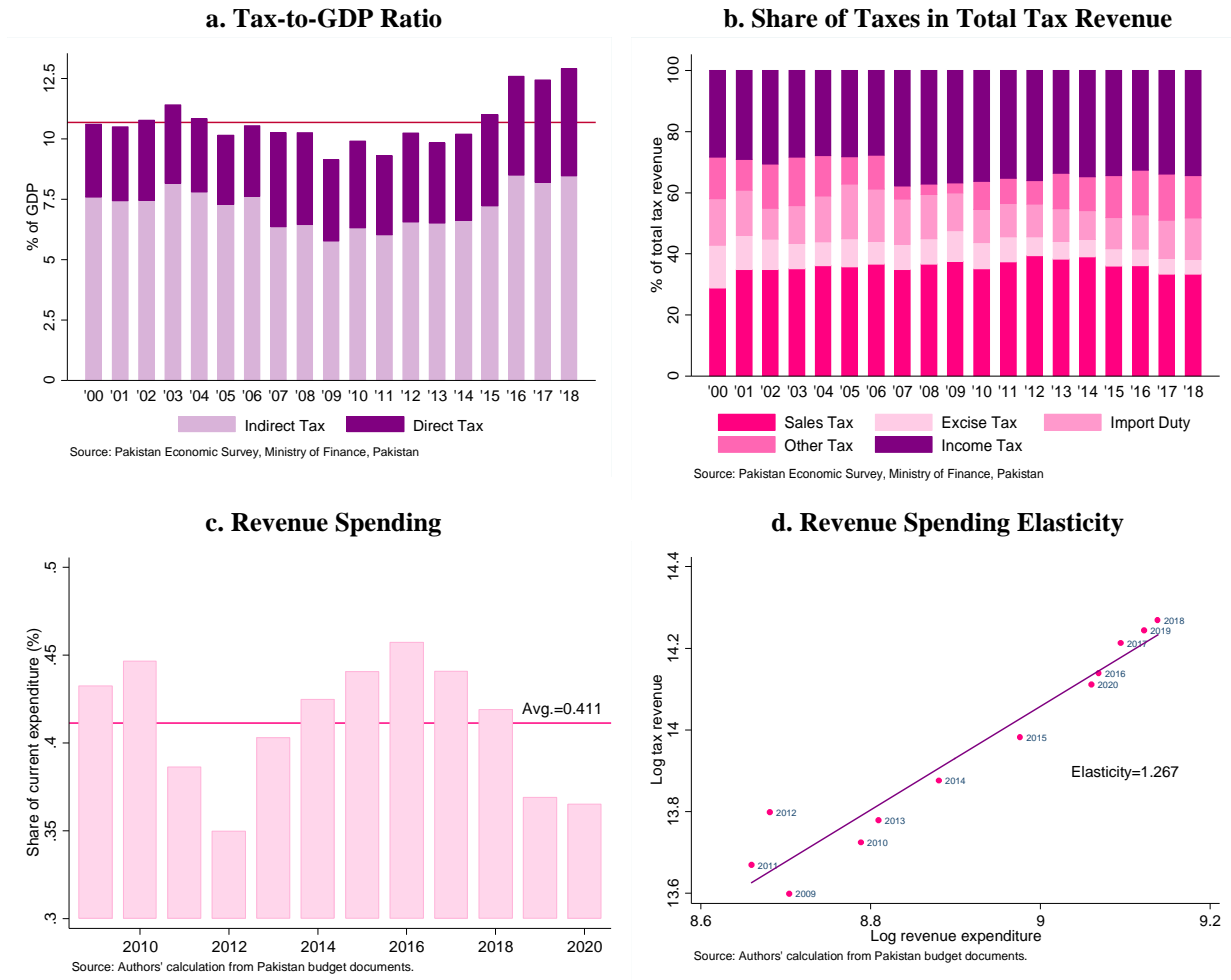 a. Tax-to-GDP Ratio
% of GDP
12.5
10
7.5
5
2.5
0
'00 '01 '02 '03 '04 '05 '06 '07 '08 '09 '10 '11 '12 '13 '14 '15 '16 '17 '18
Indirect Tax Direct Tax
Source: Pakistan Economic Survey, Ministry of Finance, Pakistan
b. Share of Taxes in Total Tax Revenue
% of total tax revenue
100
80
60
40
20
0
'00 '01 '02 '03 '04 '05 '06 '07 '08 '09 '10 '11 '12 '13 '14 '15 '16 '17 '18
Sales Tax Excise Tax Import Duty
Other Tax Income Tax
Source: Pakistan Economic Survey, Ministry of Finance, Pakistan
c. Revenue Spending
Share of current expenditure (%)
.5
.45
.4
.35
.3
Avg.=0.411
2010 2012 2014 2016 2018 2020
Source: Authors' calculation from Pakistan budget documents.
d. Revenue Spending Elasticity
Log tax revenue
14.4
14.2
14
13.8
13.6
2018
2019
2017
2016
2020
2015
Elasticity=1.267
2014
2012
2013
2010
2011
2009
8.6 8.8 9 9.2
Log revenue expenditure
Source: Authors' calculation from Pakistan budget documents.